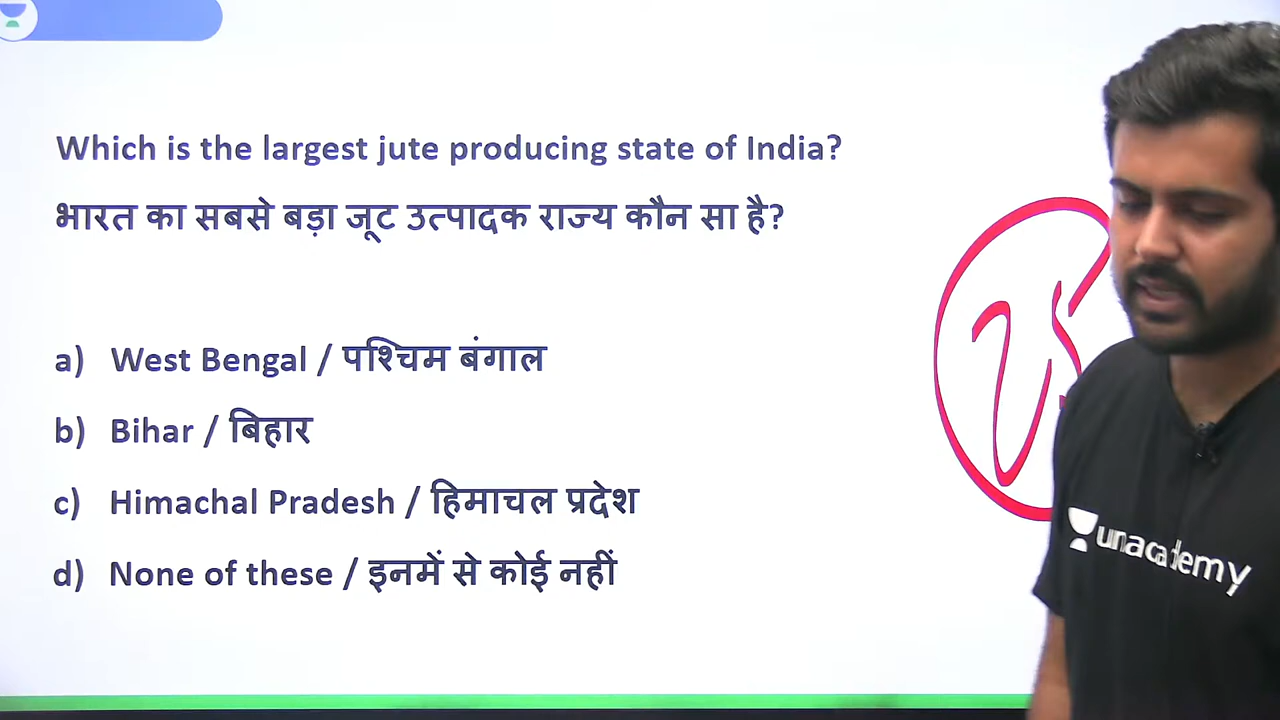 Which is the largest jute producing state of India?
भारत का सबसे बड़ा जूट उत्पादक राज्य कौन सा है?
a) West Bengal / पश्चिम बंगाल
b) Bihar / बिहार
c) Himachal Pradesh / हिमाचल प्रदेश
d) None of these / इनमें से कोई नहीं
unacademy